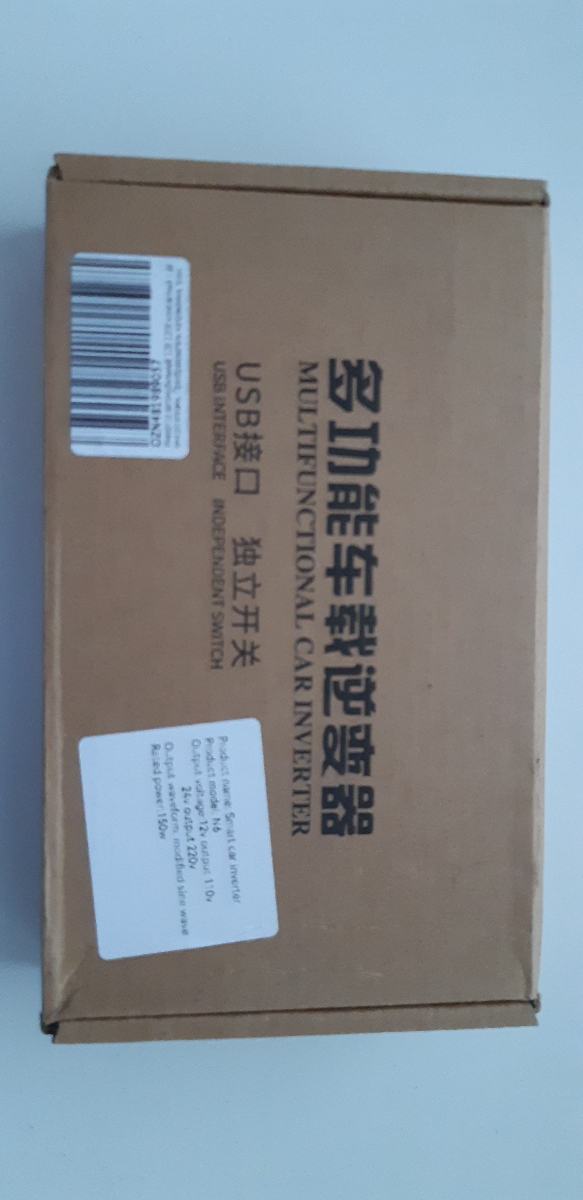 多功能车载逆变器
MULTIFUNCTIONAL CAR INVERTER
USB接口 独立开关
USB INTERFACE INDEPENDENT SWITCH
Product name: Smart car inverter
Product model: N6
Output voltage:12v output 110v
24v output 220v
Output waveform: modified sine wave
Rated power:150w